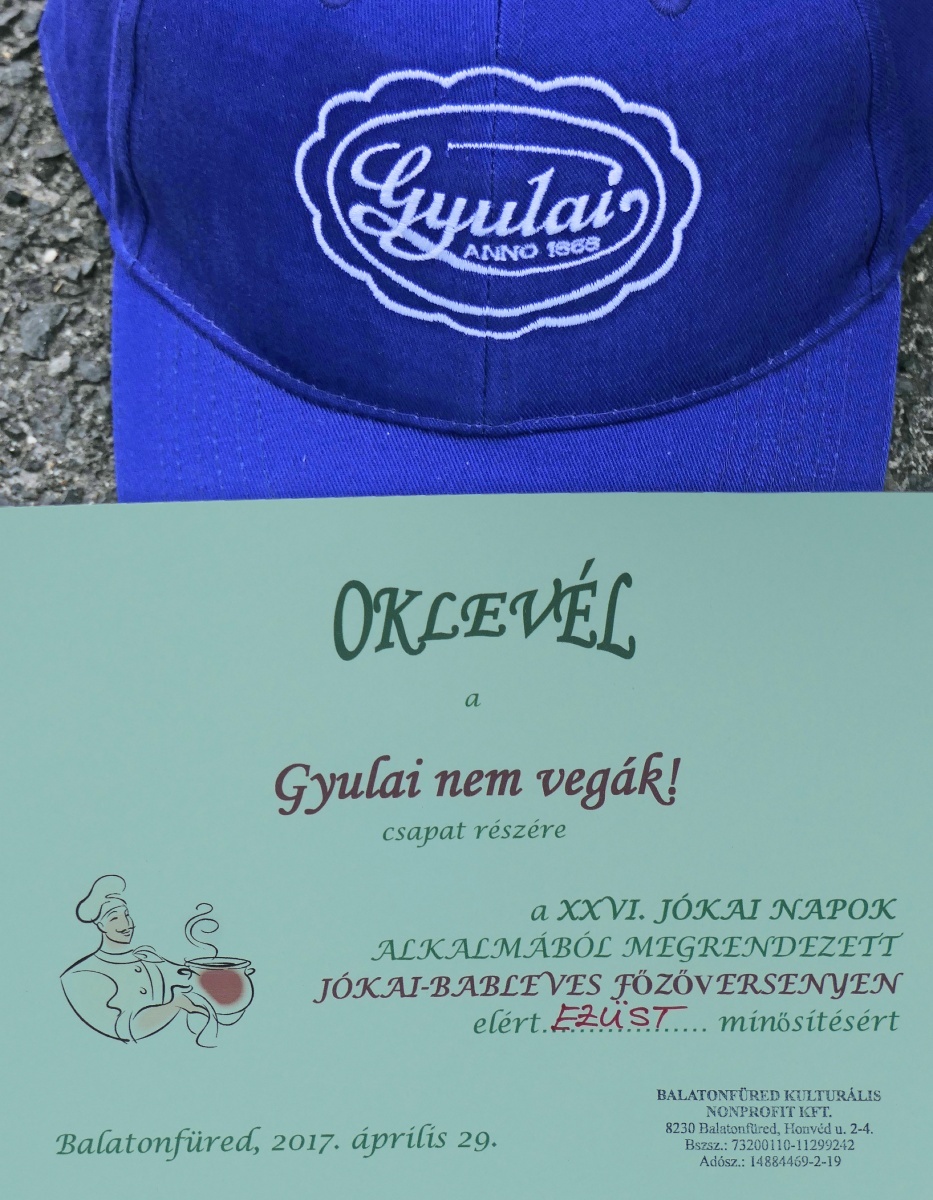 Gyulai
ANNO 1868
OKLEVÉL
a
Gyulai nem vegák!
csapat részére
a XXVI. JÓKAI NAPOK
ALKALMÁBÓL MEGRENDEZETT
JÓKAI-BABLEVES FŐZŐVERSENYEN
elért..EZÜST.... minősítésért
BALATONFÜRED KULTURÁLIS
NONPROFIT KFT.
8230 Balatonfüred, Honvéd u. 2-4.
Bszsz.: 73200110-11299242
Adósz.: 14884469-2-19
Balatonfüred, 2017. április 29.